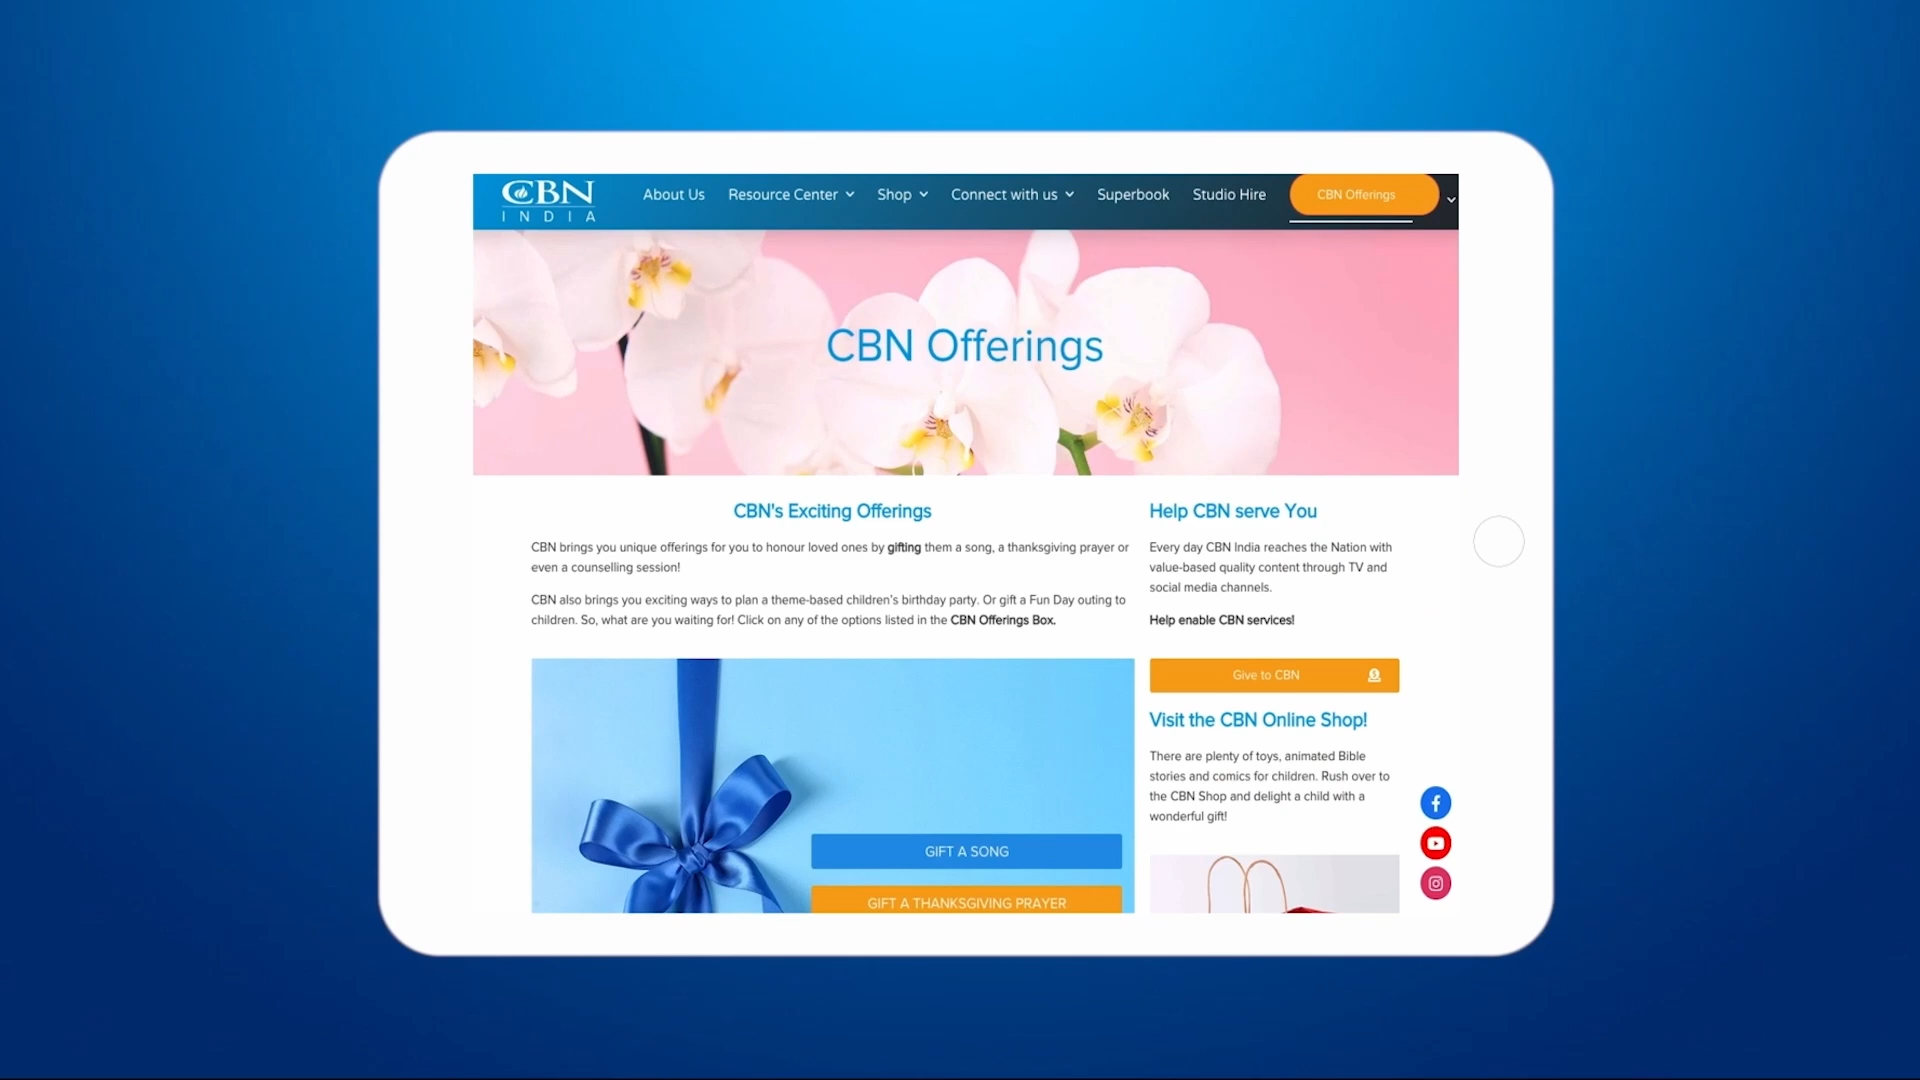 CBN
INDIA
About Us
Resource Center
Shop
Connect with us
Superbook
Studio Hire
CBN Offerings
CBN Offerings
CBN's Exciting Offerings
CBN brings you unique offerings for you to honour loved ones by gifting them a song, a thanksgiving prayer or
even a counselling session!
CBN also brings you exciting ways to plan a theme-based children's birthday party. Or gift a Fun Day outing to
children. So, what are you waiting for! Click on any of the options listed in the CBN Offerings Box.
GIFT A SONG
GIFT A THANKSGIVING PRAYER
Help CBN serve You
Every day CBN India reaches the Nation with
value-based quality content through TV and
social media channels.
Help enable CBN services!
Give to CBN
Visit the CBN Online Shop!
There are plenty of toys, animated Bible
stories and comics for children. Rush over to
the CBN Shop and delight a child with a
wonderful gift!